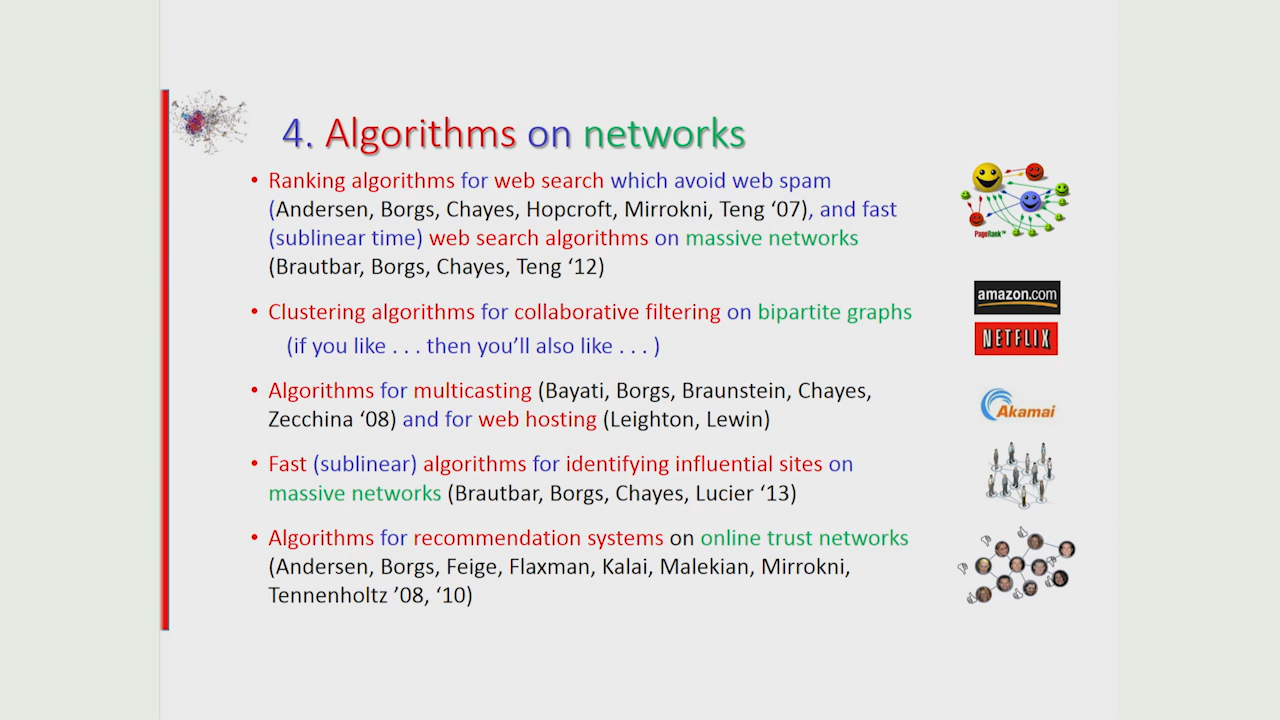 4. Algorithms on networks
• Ranking algorithms for web search which avoid web spam
(Andersen, Borgs, Chayes, Hopcroft, Mirrokni, Teng ‘07), and fast
(sublinear time) web search algorithms on massive networks
(Brautbar, Borgs, Chayes, Teng ‘12)
PageRank™
• Clustering algorithms for collaborative filtering on bipartite graphs
(if you like . . . then you’ll also like . . . )
amazon.com
NETFLIX
• Algorithms for multicasting (Bayati, Borgs, Braunstein, Chayes,
Zecchina ‘08) and for web hosting (Leighton, Lewin)
Akamai
• Fast (sublinear) algorithms for identifying influential sites on
massive networks (Brautbar, Borgs, Chayes, Lucier ‘13)
• Algorithms for recommendation systems on online trust networks
(Andersen, Borgs, Feige, Flaxman, Kalai, Malekian, Mirrokni,
Tennenholtz ’08, ‘10)